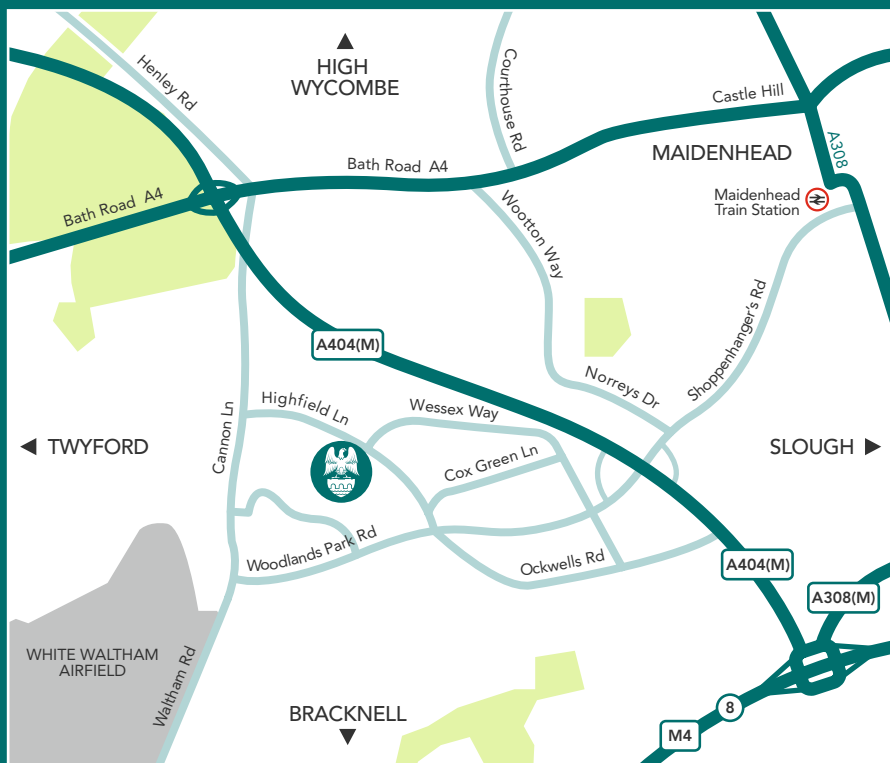 Henley Rd
HIGH
WYCOMBE
Courthouse Rd
Castle Hill
A308
MAIDENHEAD
Bath Road A4
Bath Road A4
Maidenhead
Train Station
Wootton Way
A404(M)
Shoppenhanger's Rd
Norreys Dr
Highfield Ln
Wessex Way
Cannon Ln
TWYFORD
SLOUGH
Cox Green Ln
Woodlands Park Rd
Ockwells Rd
A404(M)
A308(M)
WHITE WALTHAM
AIRFIELD
Waltham Rd
BRACKNELL
8
M4